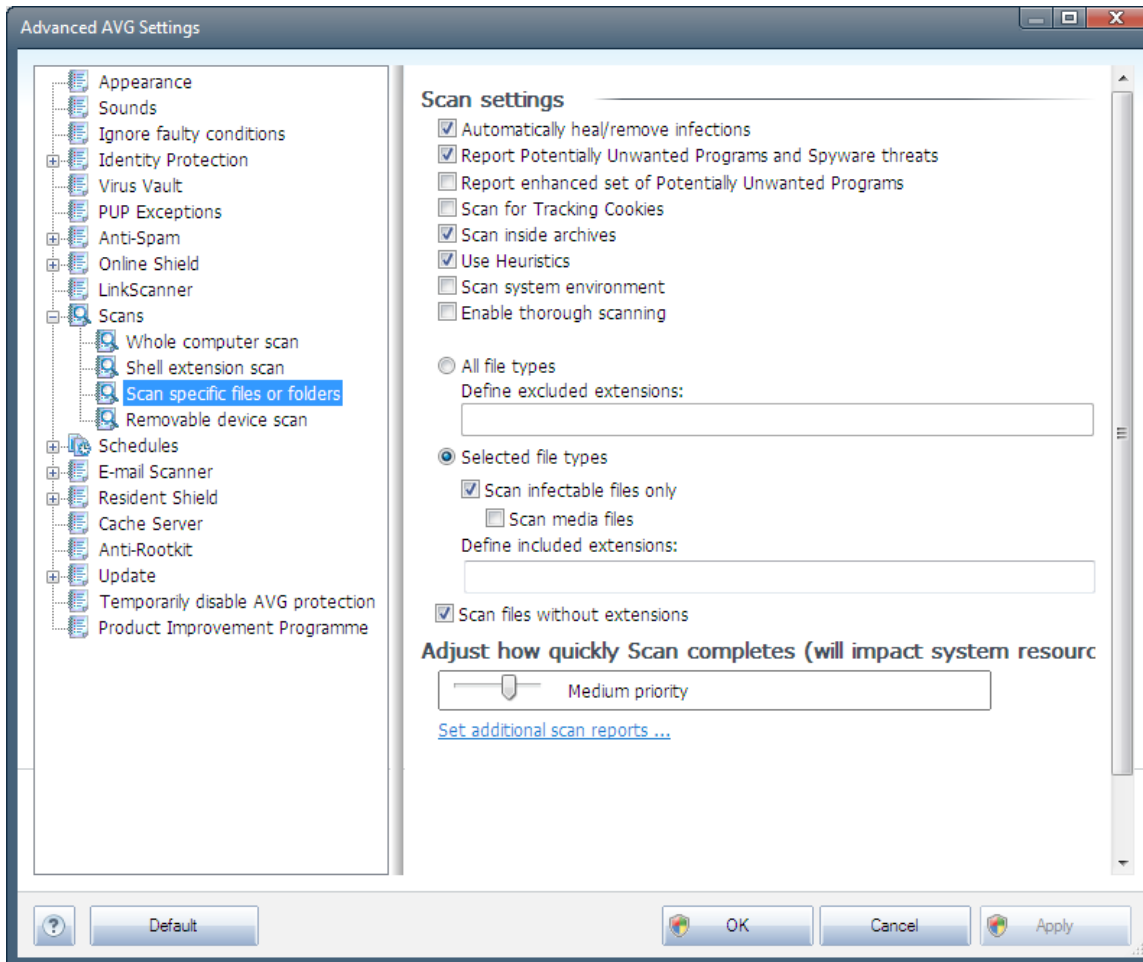 Advanced AVG Settings
Appearance
Sounds
Ignore faulty conditions
Identity Protection
Virus Vault
PUP Exceptions
Anti-Spam
Online Shield
LinkScanner
Scans
Whole computer scan
Shell extension scan
Scan specific files or folders
Removable device scan
Schedules
E-mail Scanner
Resident Shield
Cache Server
Anti-Rootkit
Update
Temporarily disable AVG protection
Product Improvement Programme
Scan settings
Automatically heal/remove infections
Report Potentially Unwanted Programs and Spyware threats
Report enhanced set of Potentially Unwanted Programs
Scan for Tracking Cookies
Scan inside archives
Use Heuristics
Scan system environment
Enable thorough scanning
All file types
Define excluded extensions:
Selected file types
Scan infectable files only
Scan media files
Define included extensions:
Scan files without extensions
Adjust how quickly Scan completes (will impact system resourc
Medium priority
Set additional scan reports ...
?
Default
OK
Cancel
Apply